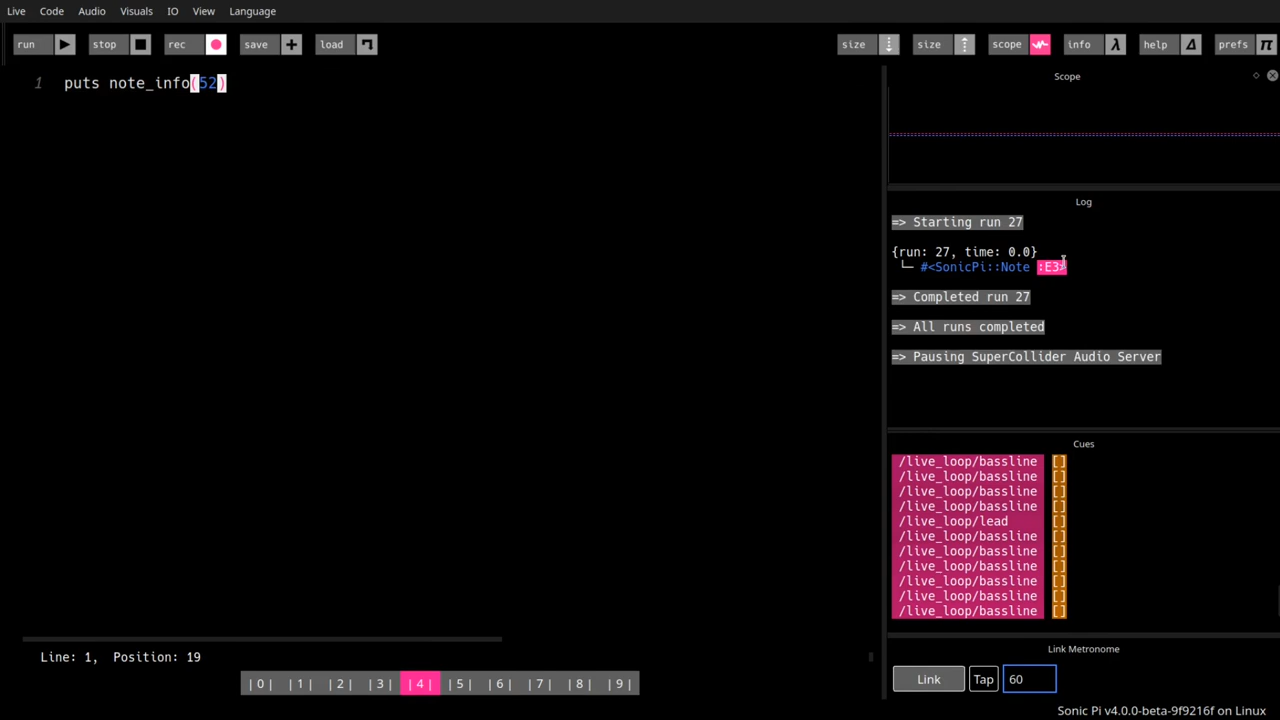 Live Code Audio Visuals IO View Language
run stop rec save load size size scope info help prefs
1 puts note_info(52)
Scope
Log
=> Starting run 27
{run: 27, time: 0.0}
└─ #<SonicPi::Note :E3>
=> Completed run 27
=> All runs completed
=> Pausing SuperCollider Audio Server
Cues
/live_loop/bassline []
/live_loop/bassline []
/live_loop/bassline []
/live_loop/bassline []
/live_loop/lead []
/live_loop/bassline []
/live_loop/bassline []
/live_loop/bassline []
/live_loop/bassline []
/live_loop/bassline []
/live_loop/bassline []
Line: 1, Position: 19
Link Metronome
|0| |1| |2| |3| |4| |5| |6| |7| |8| |9|
Link Tap 60
Sonic Pi v4.0.0-beta-9f9216f on Linux